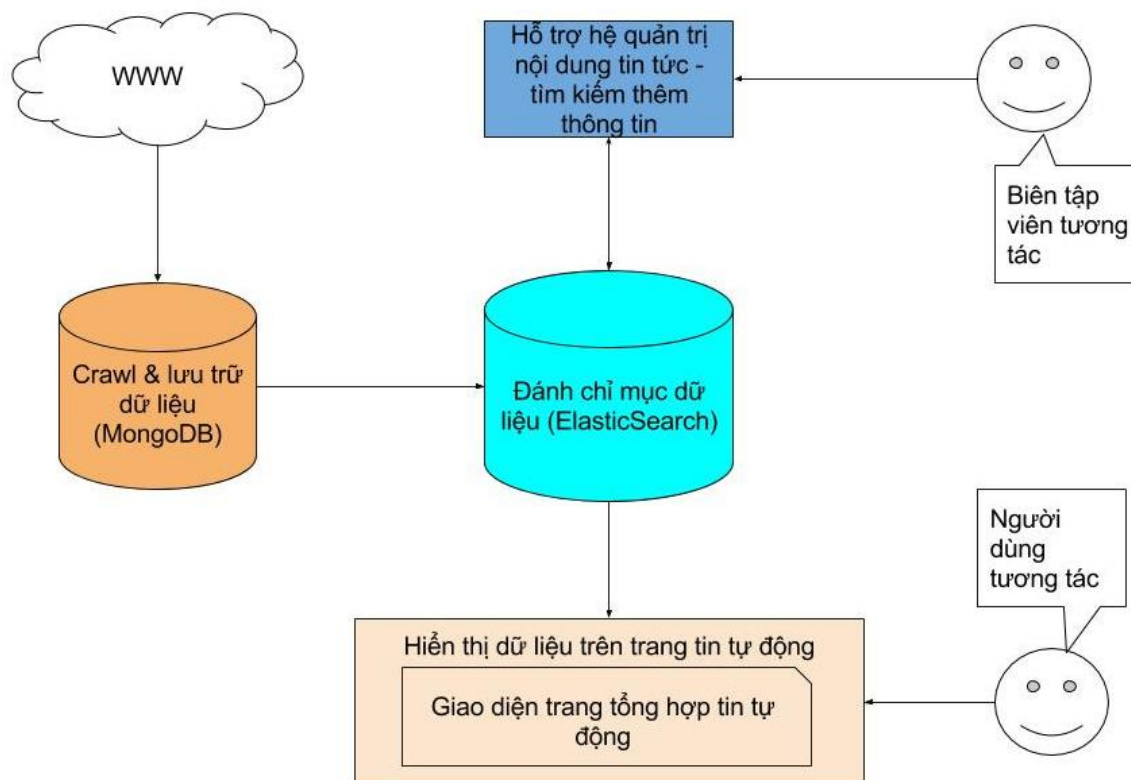 WWW
Hỗ trợ hệ quản trị
nội dung tin tức -
tìm kiếm thêm
thông tin
Biên tập
viên tương
tác
Crawl & lưu trữ
dữ liệu
(MongoDB)
Đánh chỉ mục dữ
liệu (ElasticSearch)
Người
dùng
tương tác
Hiển thị dữ liệu trên trang tin tự động
Giao diện trang tổng hợp tin tự
động